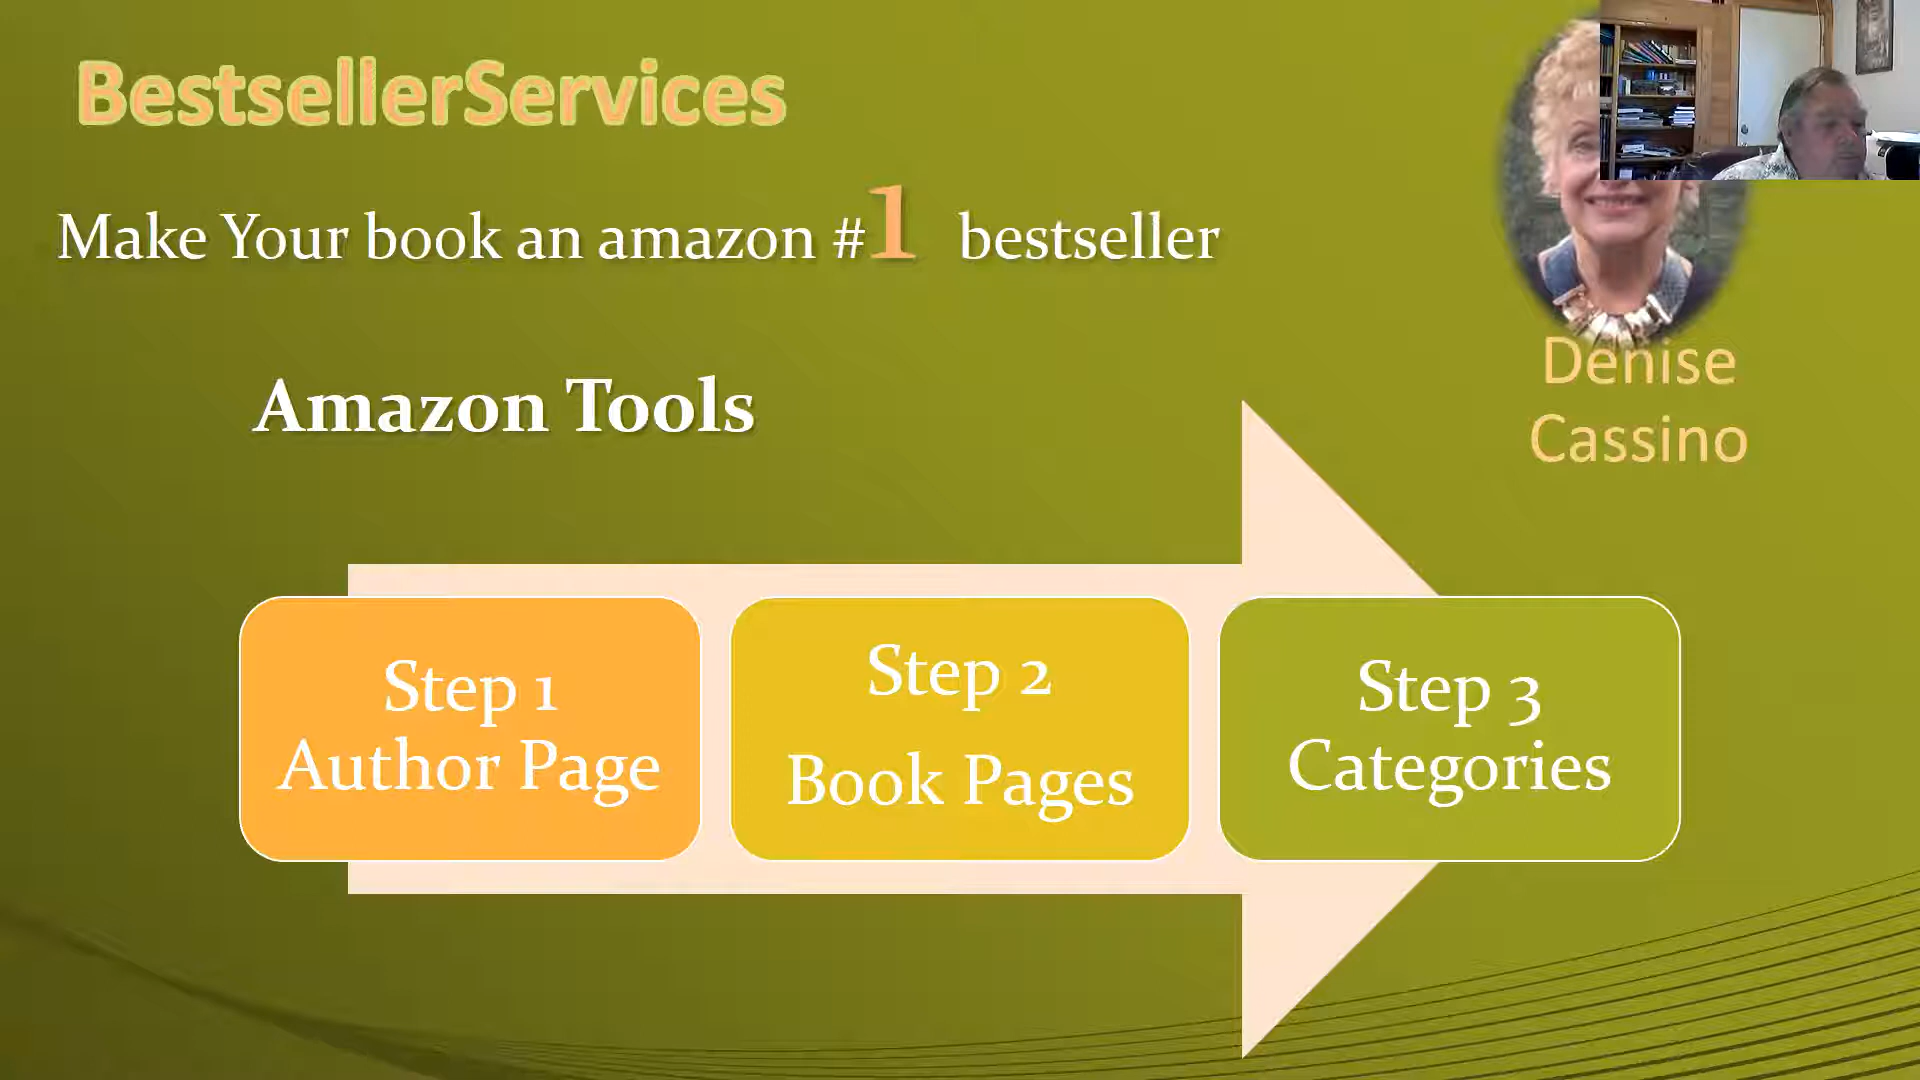 BestsellerServices
Make Your book an amazon #1 bestseller
Denise
Cassino
Amazon Tools
Step 1
Author Page
Step 2
Book Pages
Step 3
Categories